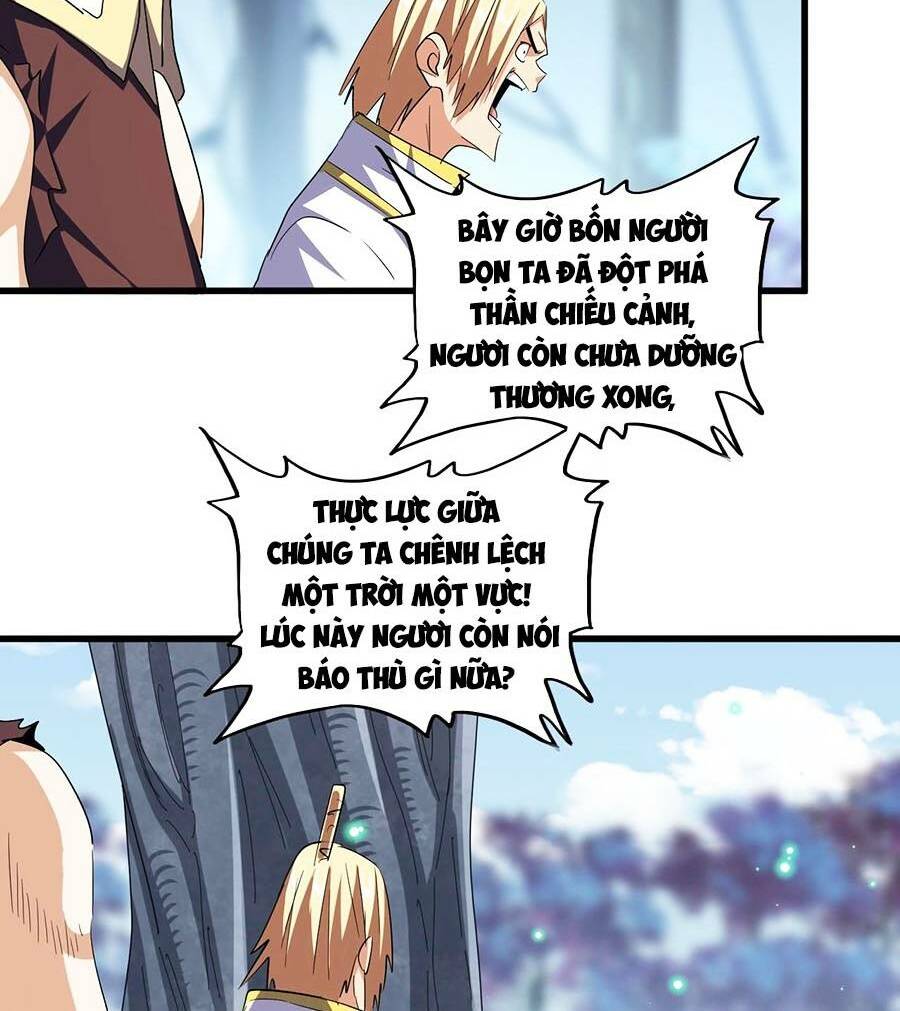 BÂY GIỜ BỐN NGƯỜI
BỌN TA ĐÃ ĐỘT PHÁ
THẦN CHIẾU CẢNH,
NGƯƠI CÒN CHƯA DƯỠNG
THƯƠNG XONG,
THỰC LỰC GIỮA
CHÚNG TA CHÊNH LỆCH
MỘT TRỜI MỘT VỰC!
LÚC NÀY NGƯƠI CÒN NÓI
BÁO THÙ GÌ NỮA?